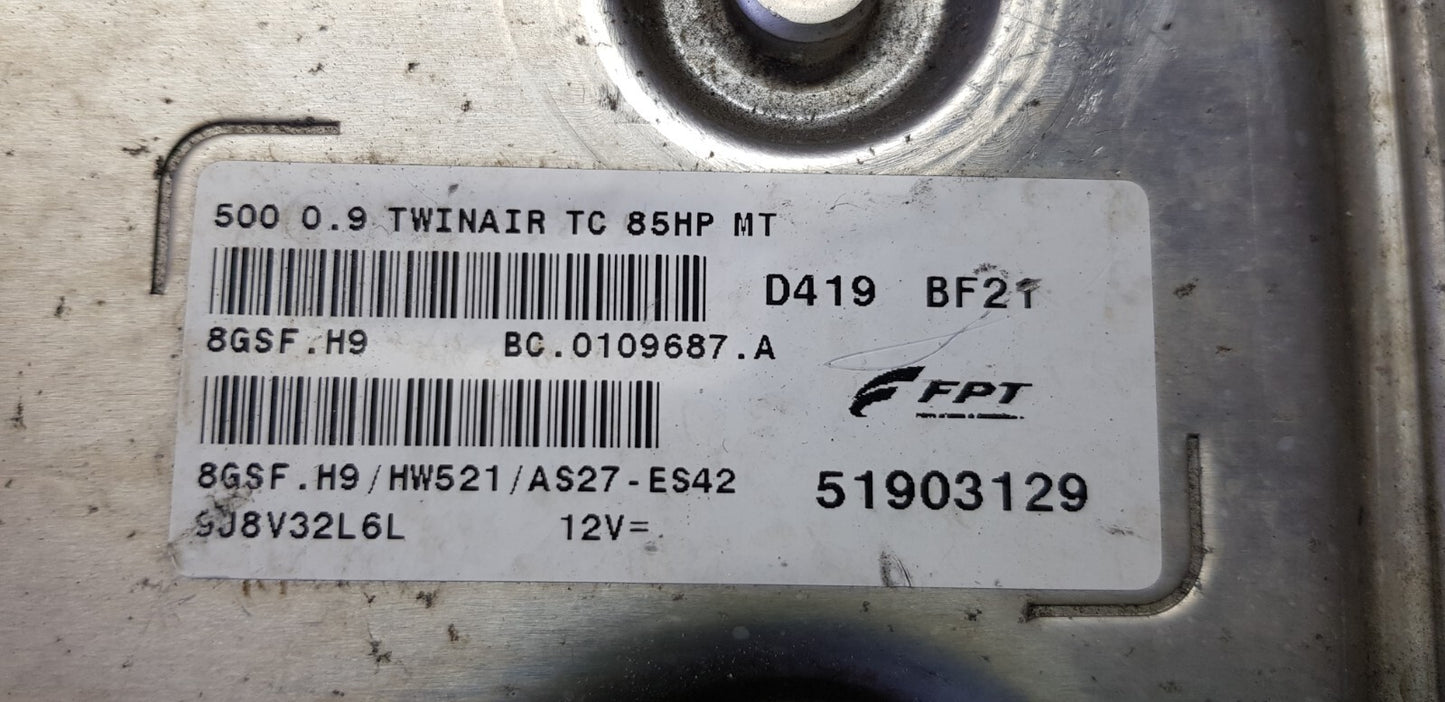 500 0.9 TWINAIR TC 85HP MT
D419 BF21
8GSF.H9 BC.0109687.A
FPT
8GSF.H9/HW521/AS27-ES42
51903129
9J8V32L6L 12V=